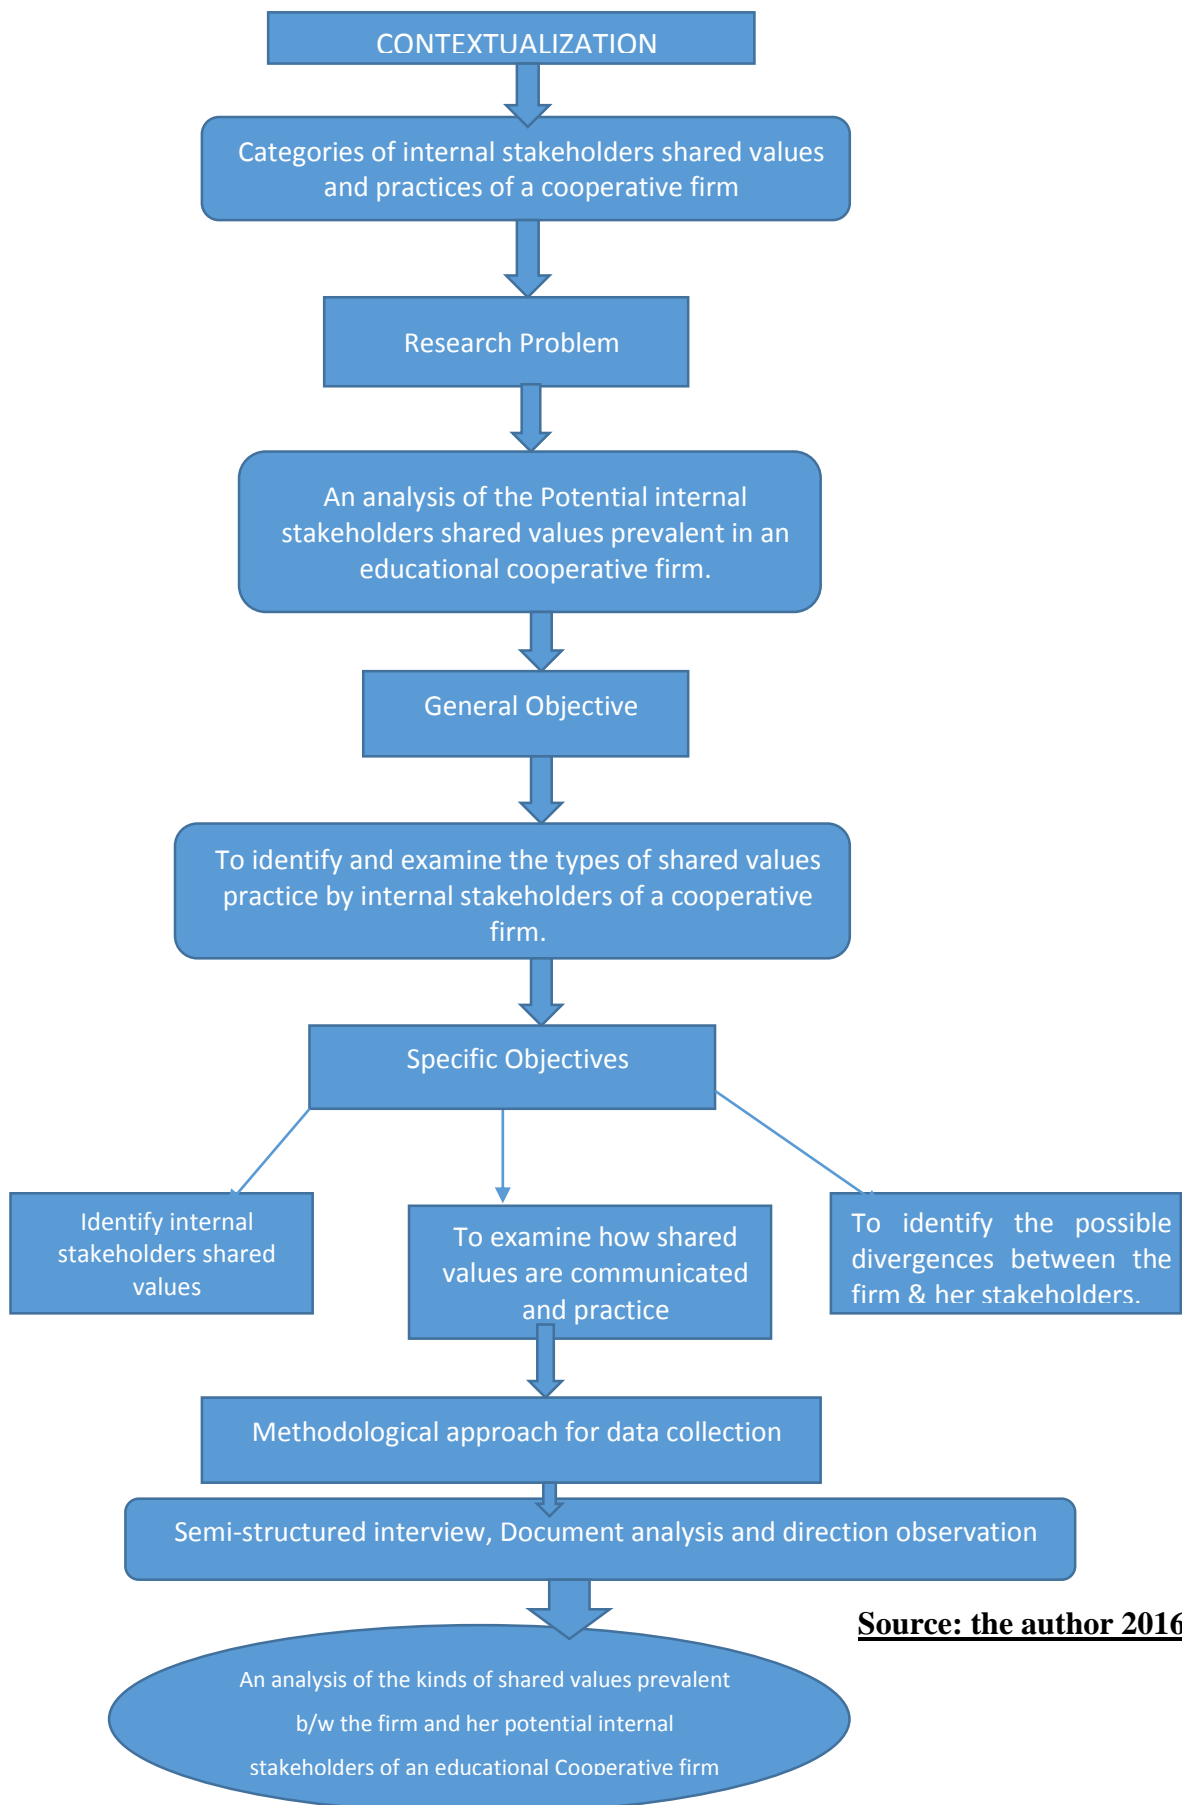 CONTEXTUALIZATION
Categories of internal stakeholders shared values
and practices of a cooperative firm
Research Problem
An analysis of the Potential internal
stakeholders shared values prevalent in an
educational cooperative firm.
General Objective
To identify and examine the types of shared values
practice by internal stakeholders of a cooperative
firm.
Specific Objectives
Identify internal
stakeholders shared
values
To examine how shared
values are communicated
and practice
To identify the possible
divergences between the
firm & her stakeholders.
Methodological approach for data collection
Semi-structured interview, Document analysis and direction observation
Source: the author 2016
An analysis of the kinds of shared values prevalent
b/w the firm and her potential internal
stakeholders of an educational Cooperative firm